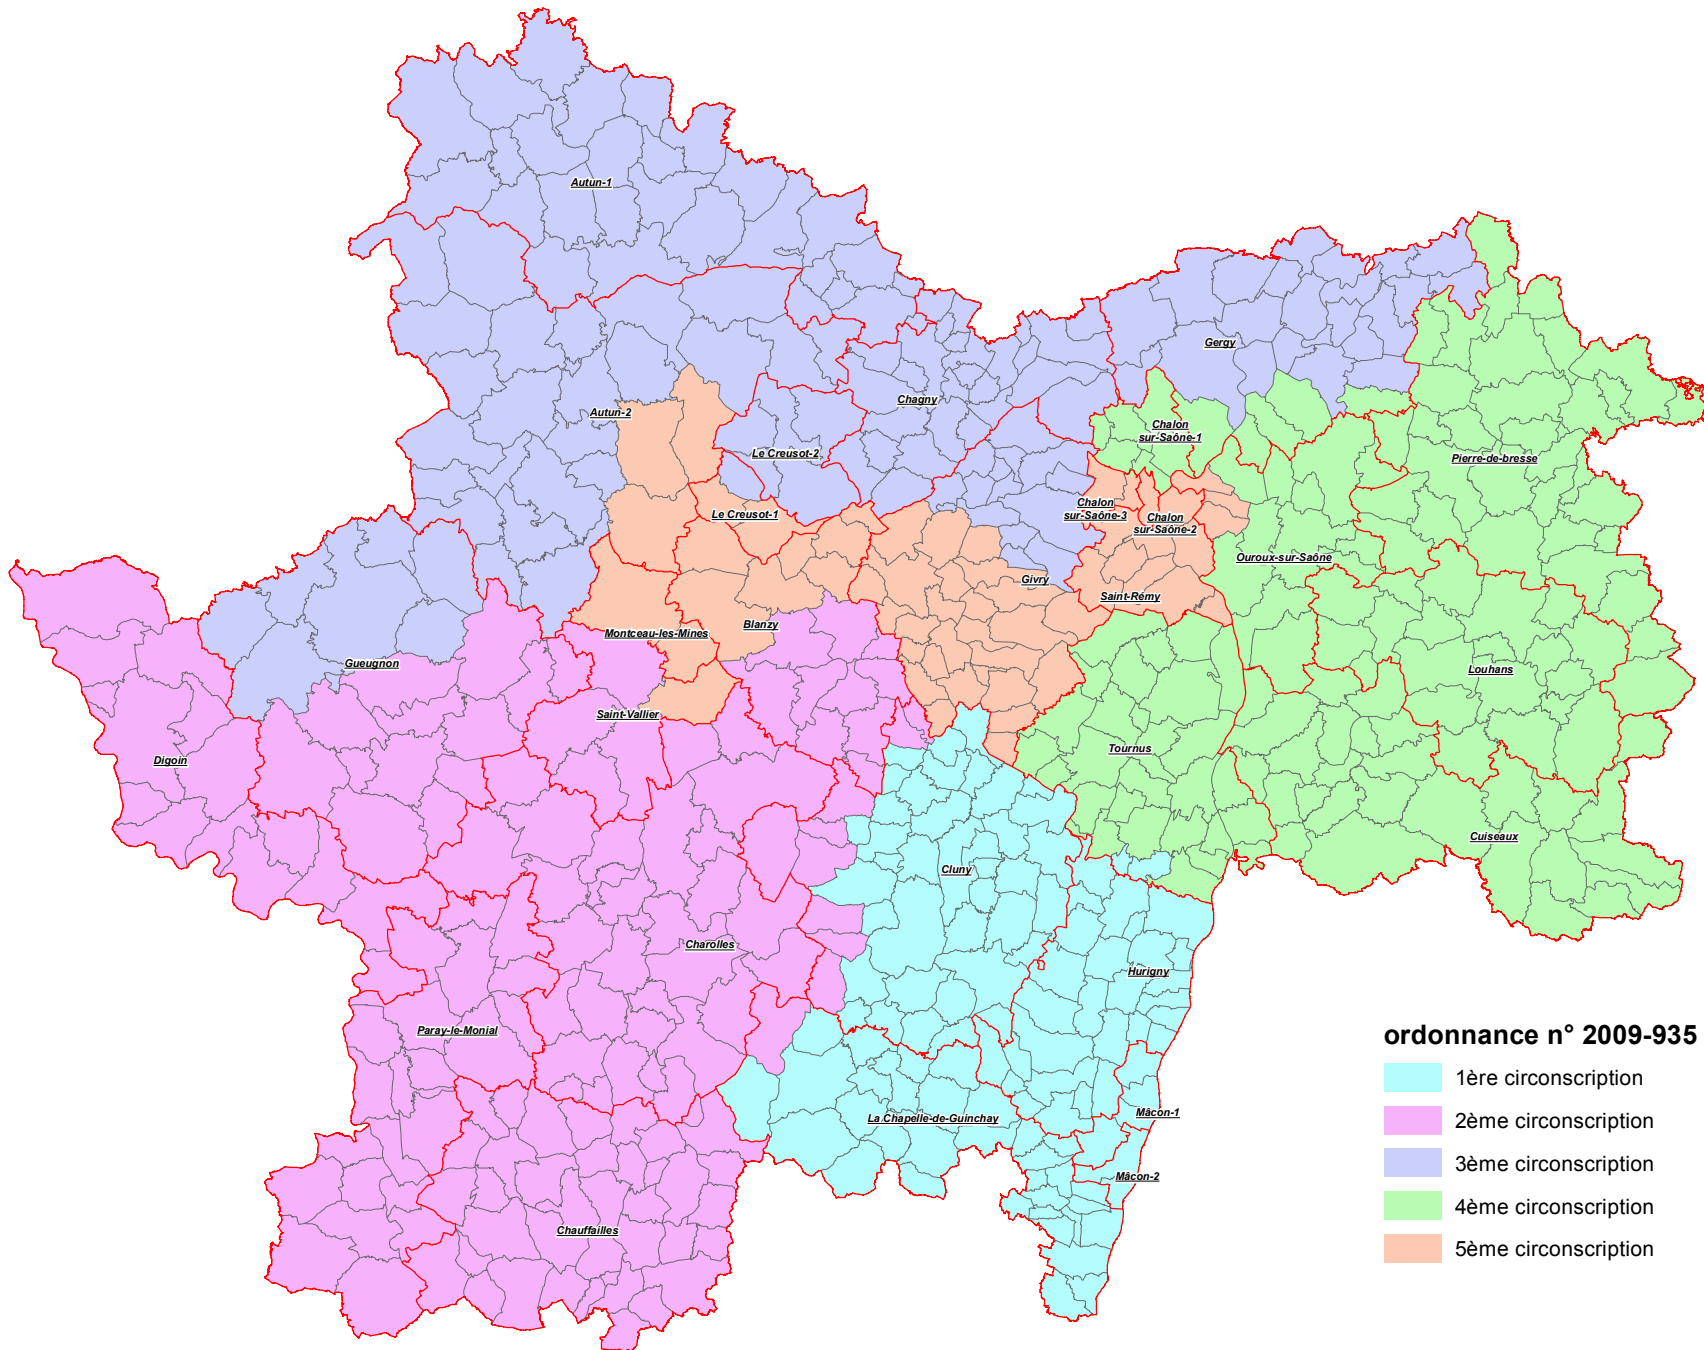 Autun-1
Gergy
Chagny
Autun-2
Chalon
sur-Saône-1
Le Creusot-2
Pierre-de-bresse
Chalon
sur-Saône-3
Le Creusot-1
Chalon
sur-Saône-2
Ouroux-sur-Saône
Givry
Saint-Rémy
Blanzy
Montceau-les-Mines
Gueugnon
Louhans
Saint-Vallier
Tournus
Digoin
Cuiseaux
Cluny
Charolles
Hurigny
Paray-le-Monial
La Chapelle-de-Guinchay
Mâcon-1
Mâcon-2
Chauffailles
ordonnance n° 2009-935
1ère circonscription
2ème circonscription
3ème circonscription
4ème circonscription
5ème circonscription